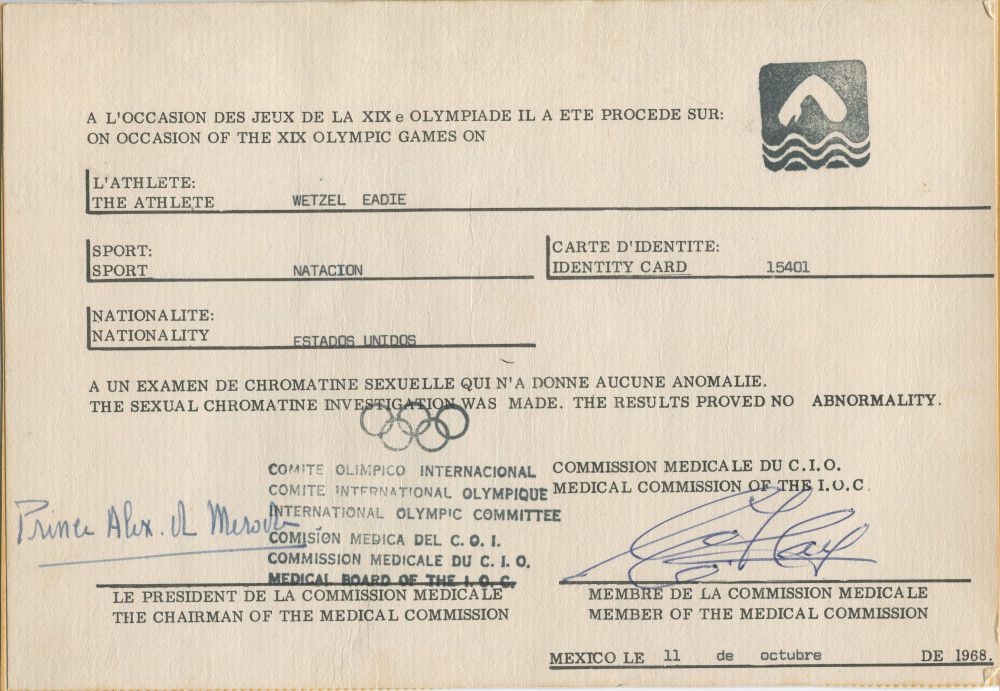 A L'OCCASION DES JEUX DE LA XIX e OLYMPIADE IL A ETE PROCEDE SUR:
ON OCCASION OF THE XIX OLYMPIC GAMES ON
L'ATHLETE:
THE ATHLETE WETZEL EADIE
SPORT:
SPORT NATACION
CARTE D'IDENTITE:
IDENTITY CARD 15401
NATIONALITE:
NATIONALITY ESTADOS UNIDOS
A UN EXAMEN DE CHROMATINE SEXUELLE QUI N'A DONNE AUCUNE ANOMALIE.
THE SEXUAL CHROMATINE INVESTIGATION WAS MADE. THE RESULTS PROVED NO ABNORMALITY.
COMITE OLIMPICO INTERNACIONAL
COMITE INTERNATIONAL OLYMPIQUE
INTERNATIONAL OLYMPIC COMMITTEE
COMISIÓN MEDICA DEL C. O. I.
COMMISSION MEDICALE DU C. I. O.
MEDICAL BOARD OF THE I. O. C.
COMMISSION MEDICALE DU C.I.O.
MEDICAL COMMISSION OF THE I.O.C.
Prince Alex. de Merode
LE PRESIDENT DE LA COMMISSION MEDICALE
THE CHAIRMAN OF THE MEDICAL COMMISSION
MEMBRE DE LA COMMISSION MEDICALE
MEMBER OF THE MEDICAL COMMISSION
MEXICO LE 11 de octubre DE 1968.